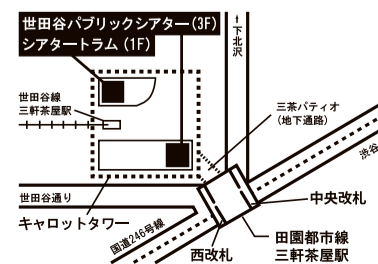 世田谷パブリックシアター(3F)
シアタートラム(1F)
↑下北沢
世田谷線
三軒茶屋駅
三茶パティオ
(地下通路)
渋谷
世田谷通り
中央改札
キャロットタワー
国道246号線
西改札
田園都市線
三軒茶屋駅